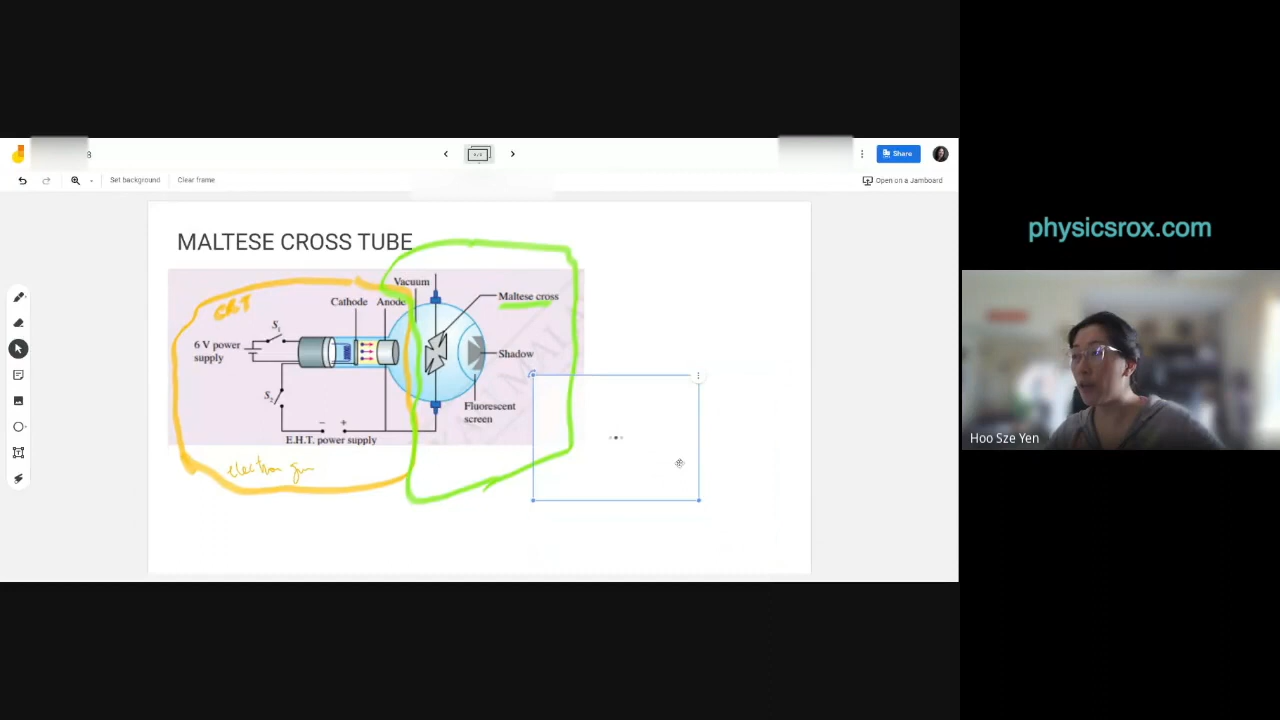 8
Share
Set background
Clear frame
Open on a Jamboard
MALTESE CROSS TUBE
CRT
Vacuum
Cathode Anode
Maltese cross
S₁
6 V power
supply
Shadow
S₂
Fluorescent
screen
− +
E.H.T. power supply
electron gun
physicsrox.com
Hoo Sze Yen